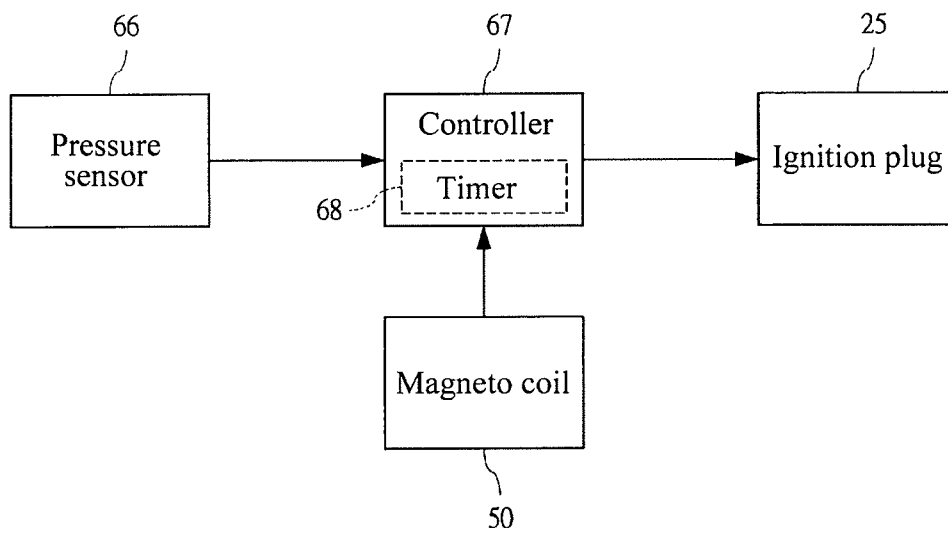 66
67
25
Pressure
sensor
Controller
Timer
68
Ignition plug
Magneto coil
50